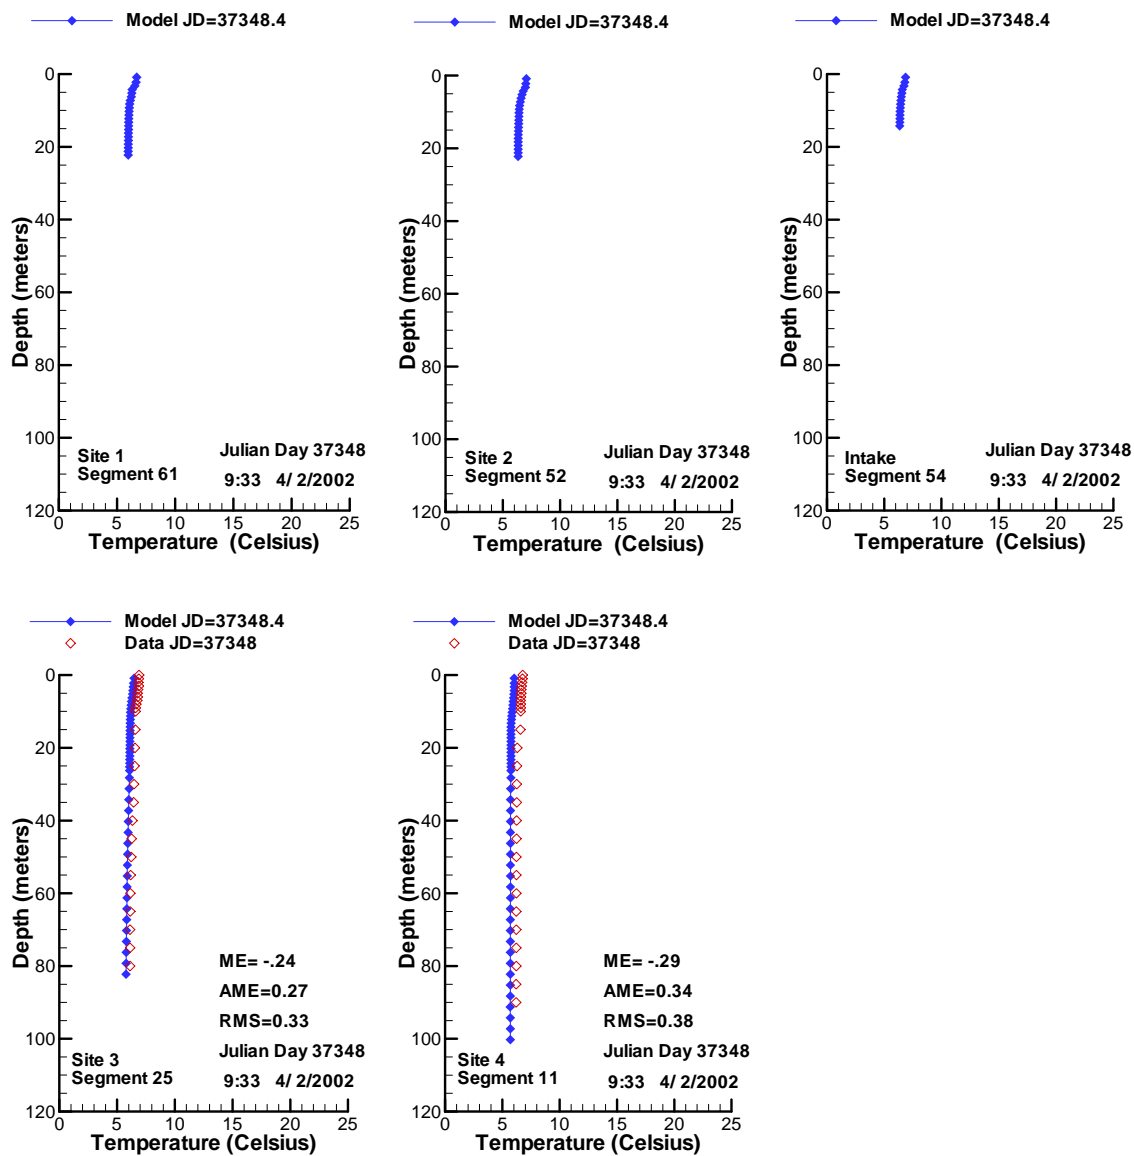 Model JD=37348.4
0
20
40
60
80
100
120
Depth (meters)
Site 1
Segment 61
Julian Day 37348
9:33 4/ 2/2002
0 5 10 15 20 25
Temperature (Celsius)
Model JD=37348.4
0
20
40
60
80
100
120
Depth (meters)
Site 2
Segment 52
Julian Day 37348
9:33 4/ 2/2002
0 5 10 15 20 25
Temperature (Celsius)
Model JD=37348.4
0
20
40
60
80
100
120
Depth (meters)
Intake
Segment 54
Julian Day 37348
9:33 4/ 2/2002
0 5 10 15 20 25
Temperature (Celsius)
Model JD=37348.4
Data JD=37348
0
20
40
60
80
100
120
Depth (meters)
ME= -.24
AME=0.27
RMS=0.33
Site 3
Segment 25
Julian Day 37348
9:33 4/ 2/2002
0 5 10 15 20 25
Temperature (Celsius)
Model JD=37348.4
Data JD=37348
0
20
40
60
80
100
120
Depth (meters)
ME= -.29
AME=0.34
RMS=0.38
Site 4
Segment 11
Julian Day 37348
9:33 4/ 2/2002
0 5 10 15 20 25
Temperature (Celsius)